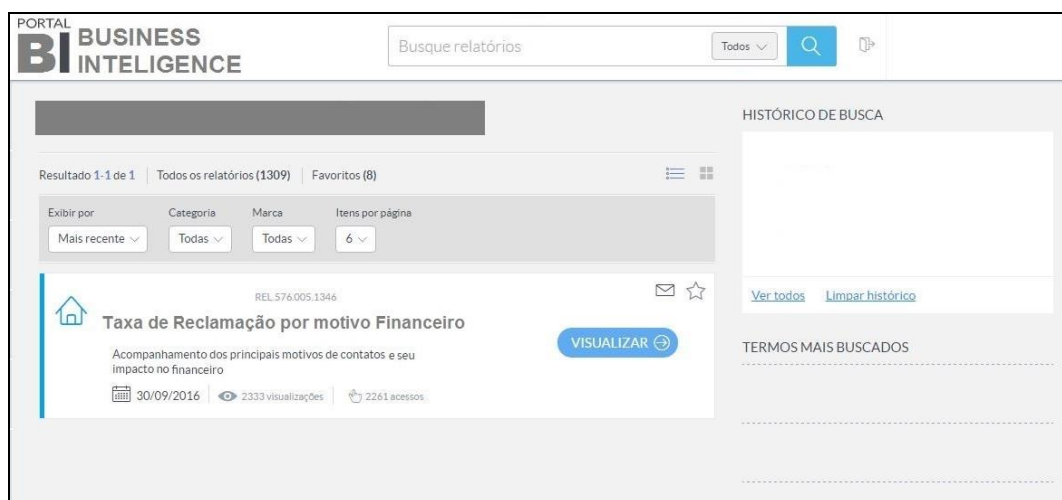 PORTAL
BI BUSINESS
INTELIGENCE
Busque relatórios
Todos
HISTÓRICO DE BUSCA
Resultado 1-1 de 1 Todos os relatórios (1309) Favoritos (8)
Exibir por Categoria Marca Itens por página
Mais recente Todas Todas 6
REL.576.005.1346
Taxa de Reclamação por motivo Financeiro
VISUALIZAR
Acompanhamento dos principais motivos de contatos e seu
impacto no financeiro
30/09/2016 2333 visualizações 2261 acessos
Ver todos Limpar histórico
TERMOS MAIS BUSCADOS